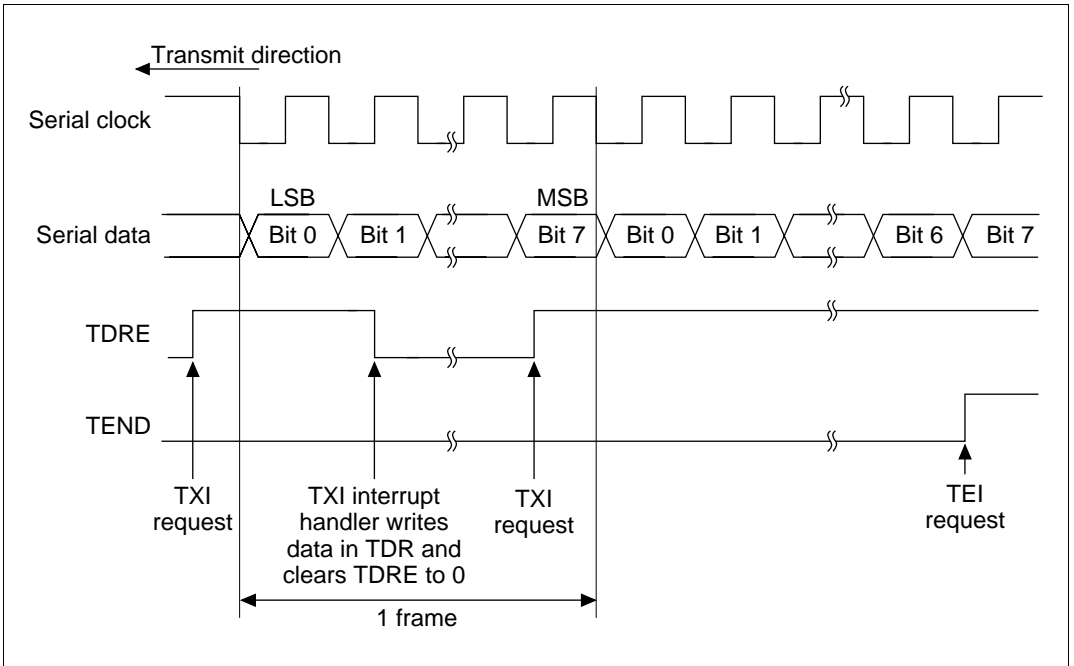 Transmit direction
Serial clock
LSB
MSB
Serial data
Bit 0
Bit 1
Bit 7
Bit 0
Bit 1
Bit 6
Bit 7
TDRE
TEND
TXI
request
TXI interrupt
handler writes
data in TDR and
clears TDRE to 0
TXI
request
TEI
request
1 frame